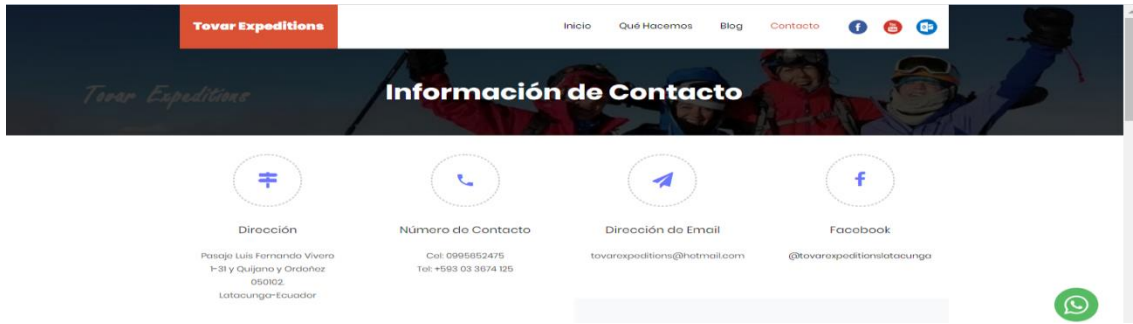 Tovar Expeditions
Inicio Qué Hacemos Blog Contacto
Tovar Expeditions
Información de Contacto
Dirección
Pasaje Luis Fernando Vivero
1-31 y Quijano y Ordoñez
050102.
Latacunga-Ecuador
Número de Contacto
Cel: 0995652475
Tel: +593 03 3674 125
Dirección de Email
tovarexpeditions@hotmail.com
Facebook
@tovarexpeditionslatacunga